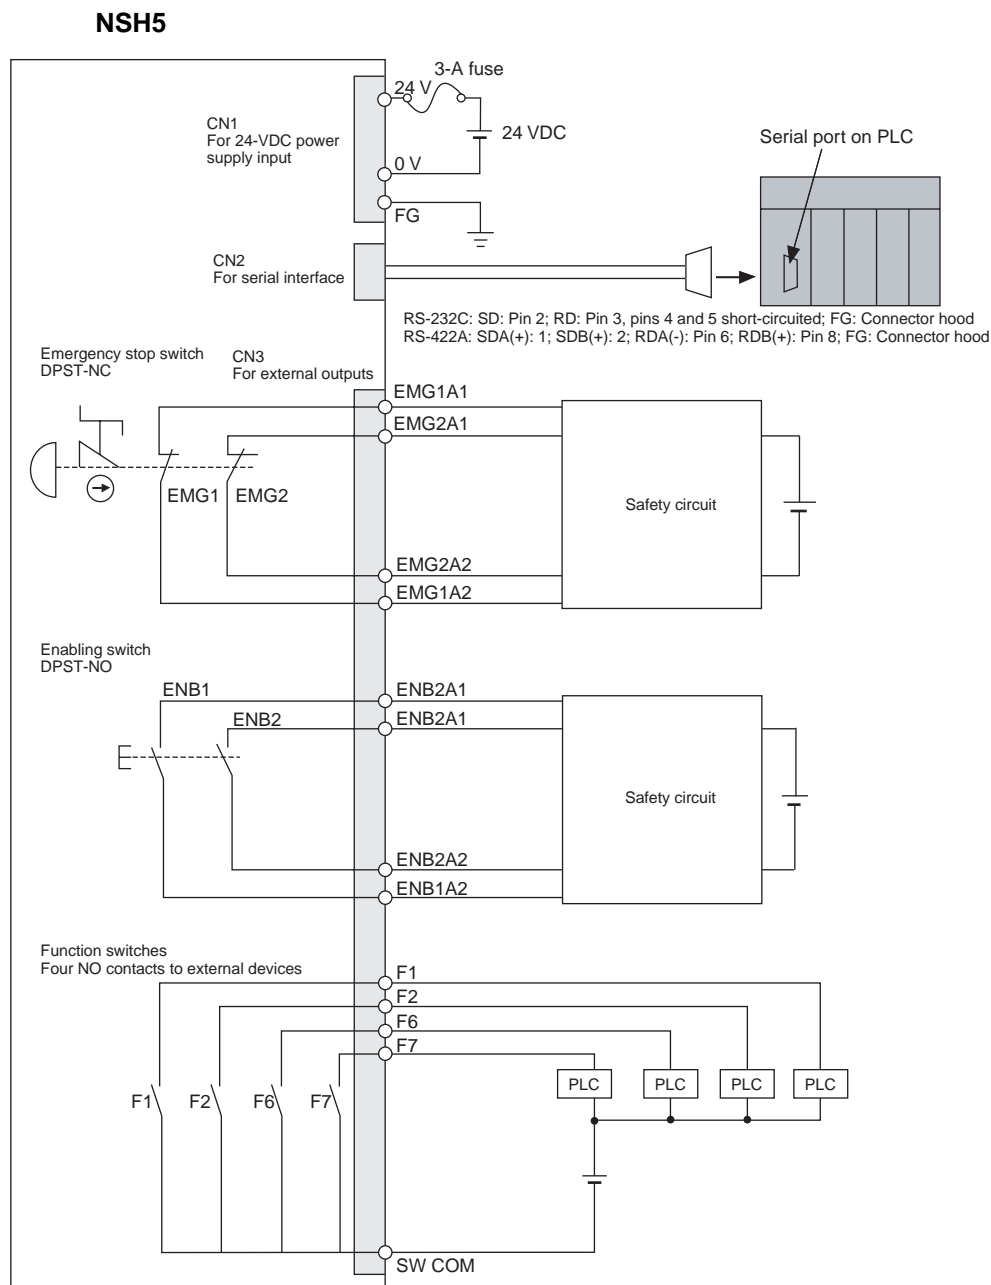 NSH5
3-A fuse
24 V
CN1
For 24-VDC power
supply input
24 VDC
0 V
FG
Serial port on PLC
CN2
For serial interface
RS-232C: SD: Pin 2; RD: Pin 3, pins 4 and 5 short-circuited; FG: Connector hood
RS-422A: SDA(+): 1; SDB(+): 2; RDA(-): Pin 6; RDB(+): Pin 8; FG: Connector hood
Emergency stop switch
DPST-NC
CN3
For external outputs
EMG1A1
EMG2A1
EMG1
EMG2
Safety circuit
EMG2A2
EMG1A2
Enabling switch
DPST-NO
ENB1
ENB2A1
ENB2
ENB2A1
Safety circuit
ENB2A2
ENB1A2
Function switches
Four NO contacts to external devices
F1
F2
F6
F7
PLC
PLC
PLC
PLC
F1
F2
F6
F7
SW COM